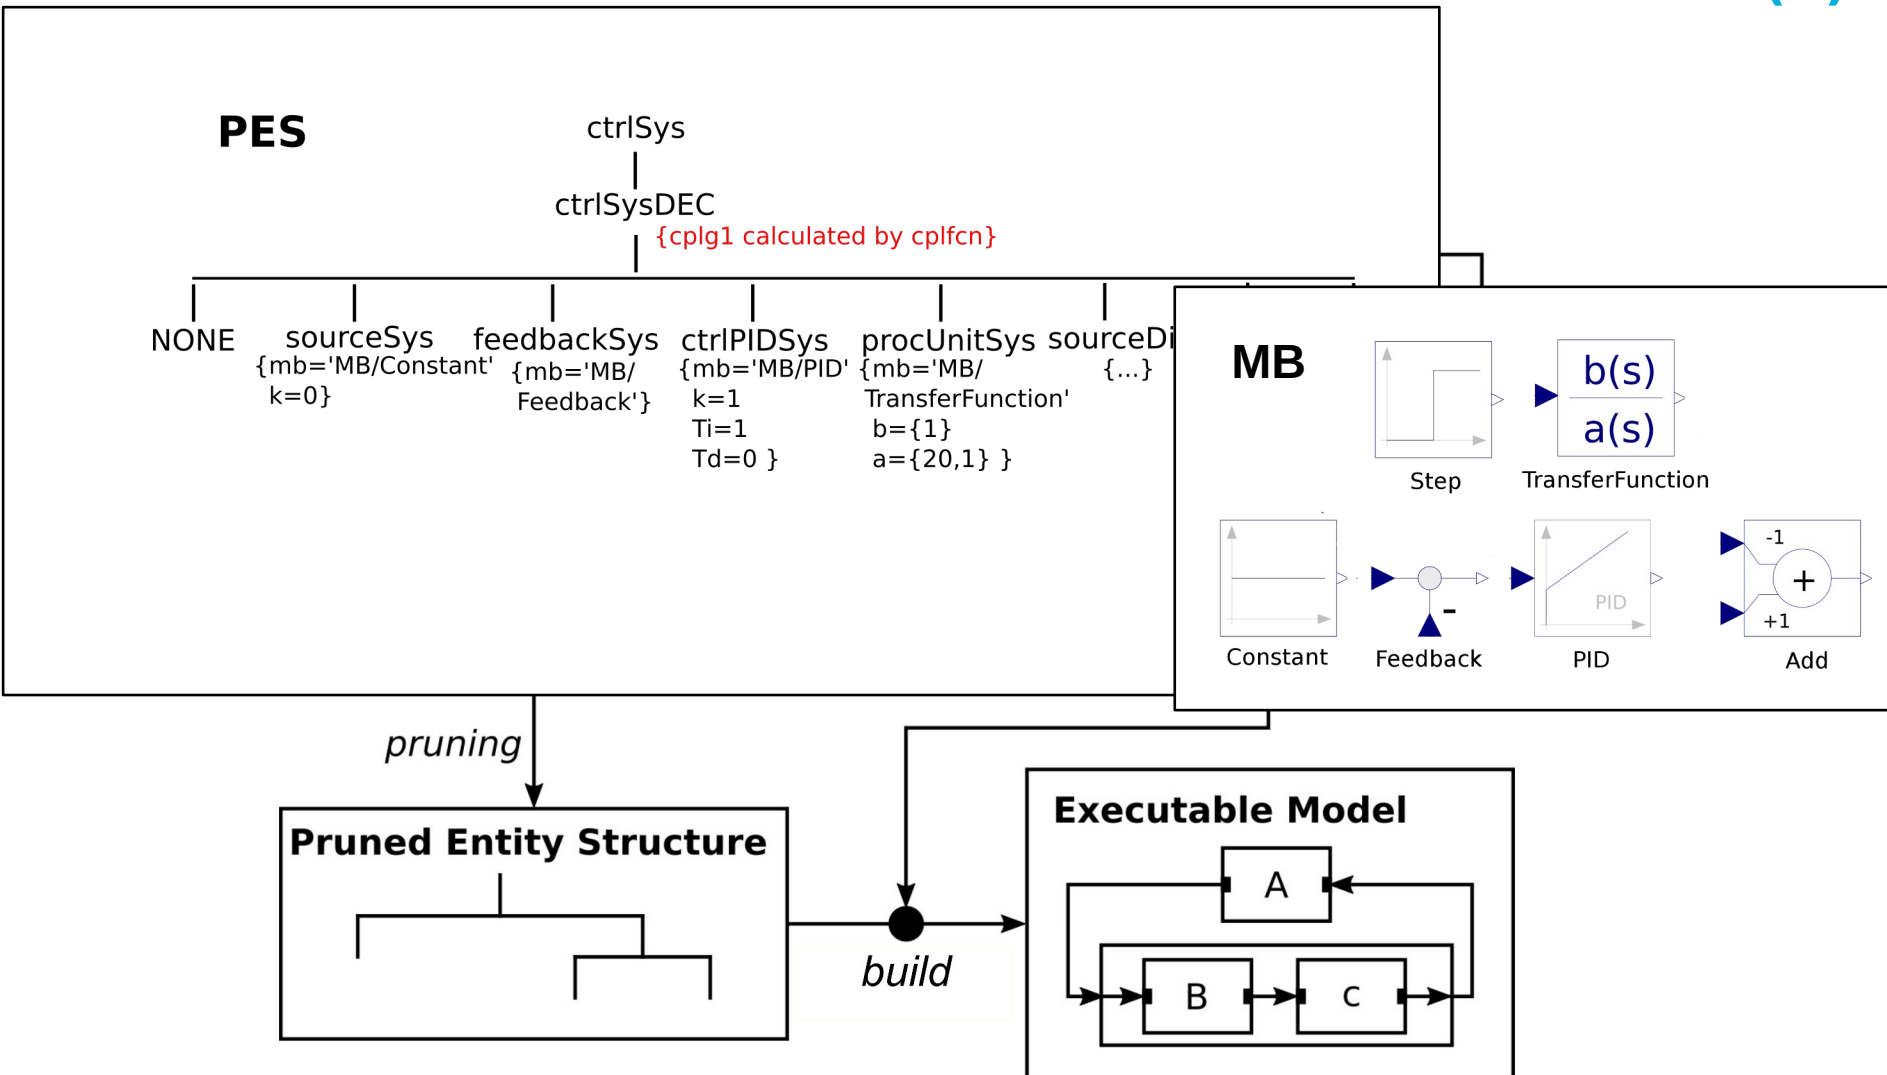 PES
ctrlSys
ctrlSysDEC
{cplg1 calculated by cplfcn}
NONE
sourceSys
{mb='MB/Constant'
k=0}
feedbackSys
{mb='MB/
Feedback'}
ctrlPIDSys
{mb='MB/PID'
k=1
Ti=1
Td=0 }
procUnitSys
{mb='MB/
TransferFunction'
b={1}
a={20,1} }
sourceDi
{...}
MB
Step
b(s)
a(s)
TransferFunction
Constant
-
Feedback
PID
PID
-1
+
+1
Add
pruning
Pruned Entity Structure
build
Executable Model
A
B
c